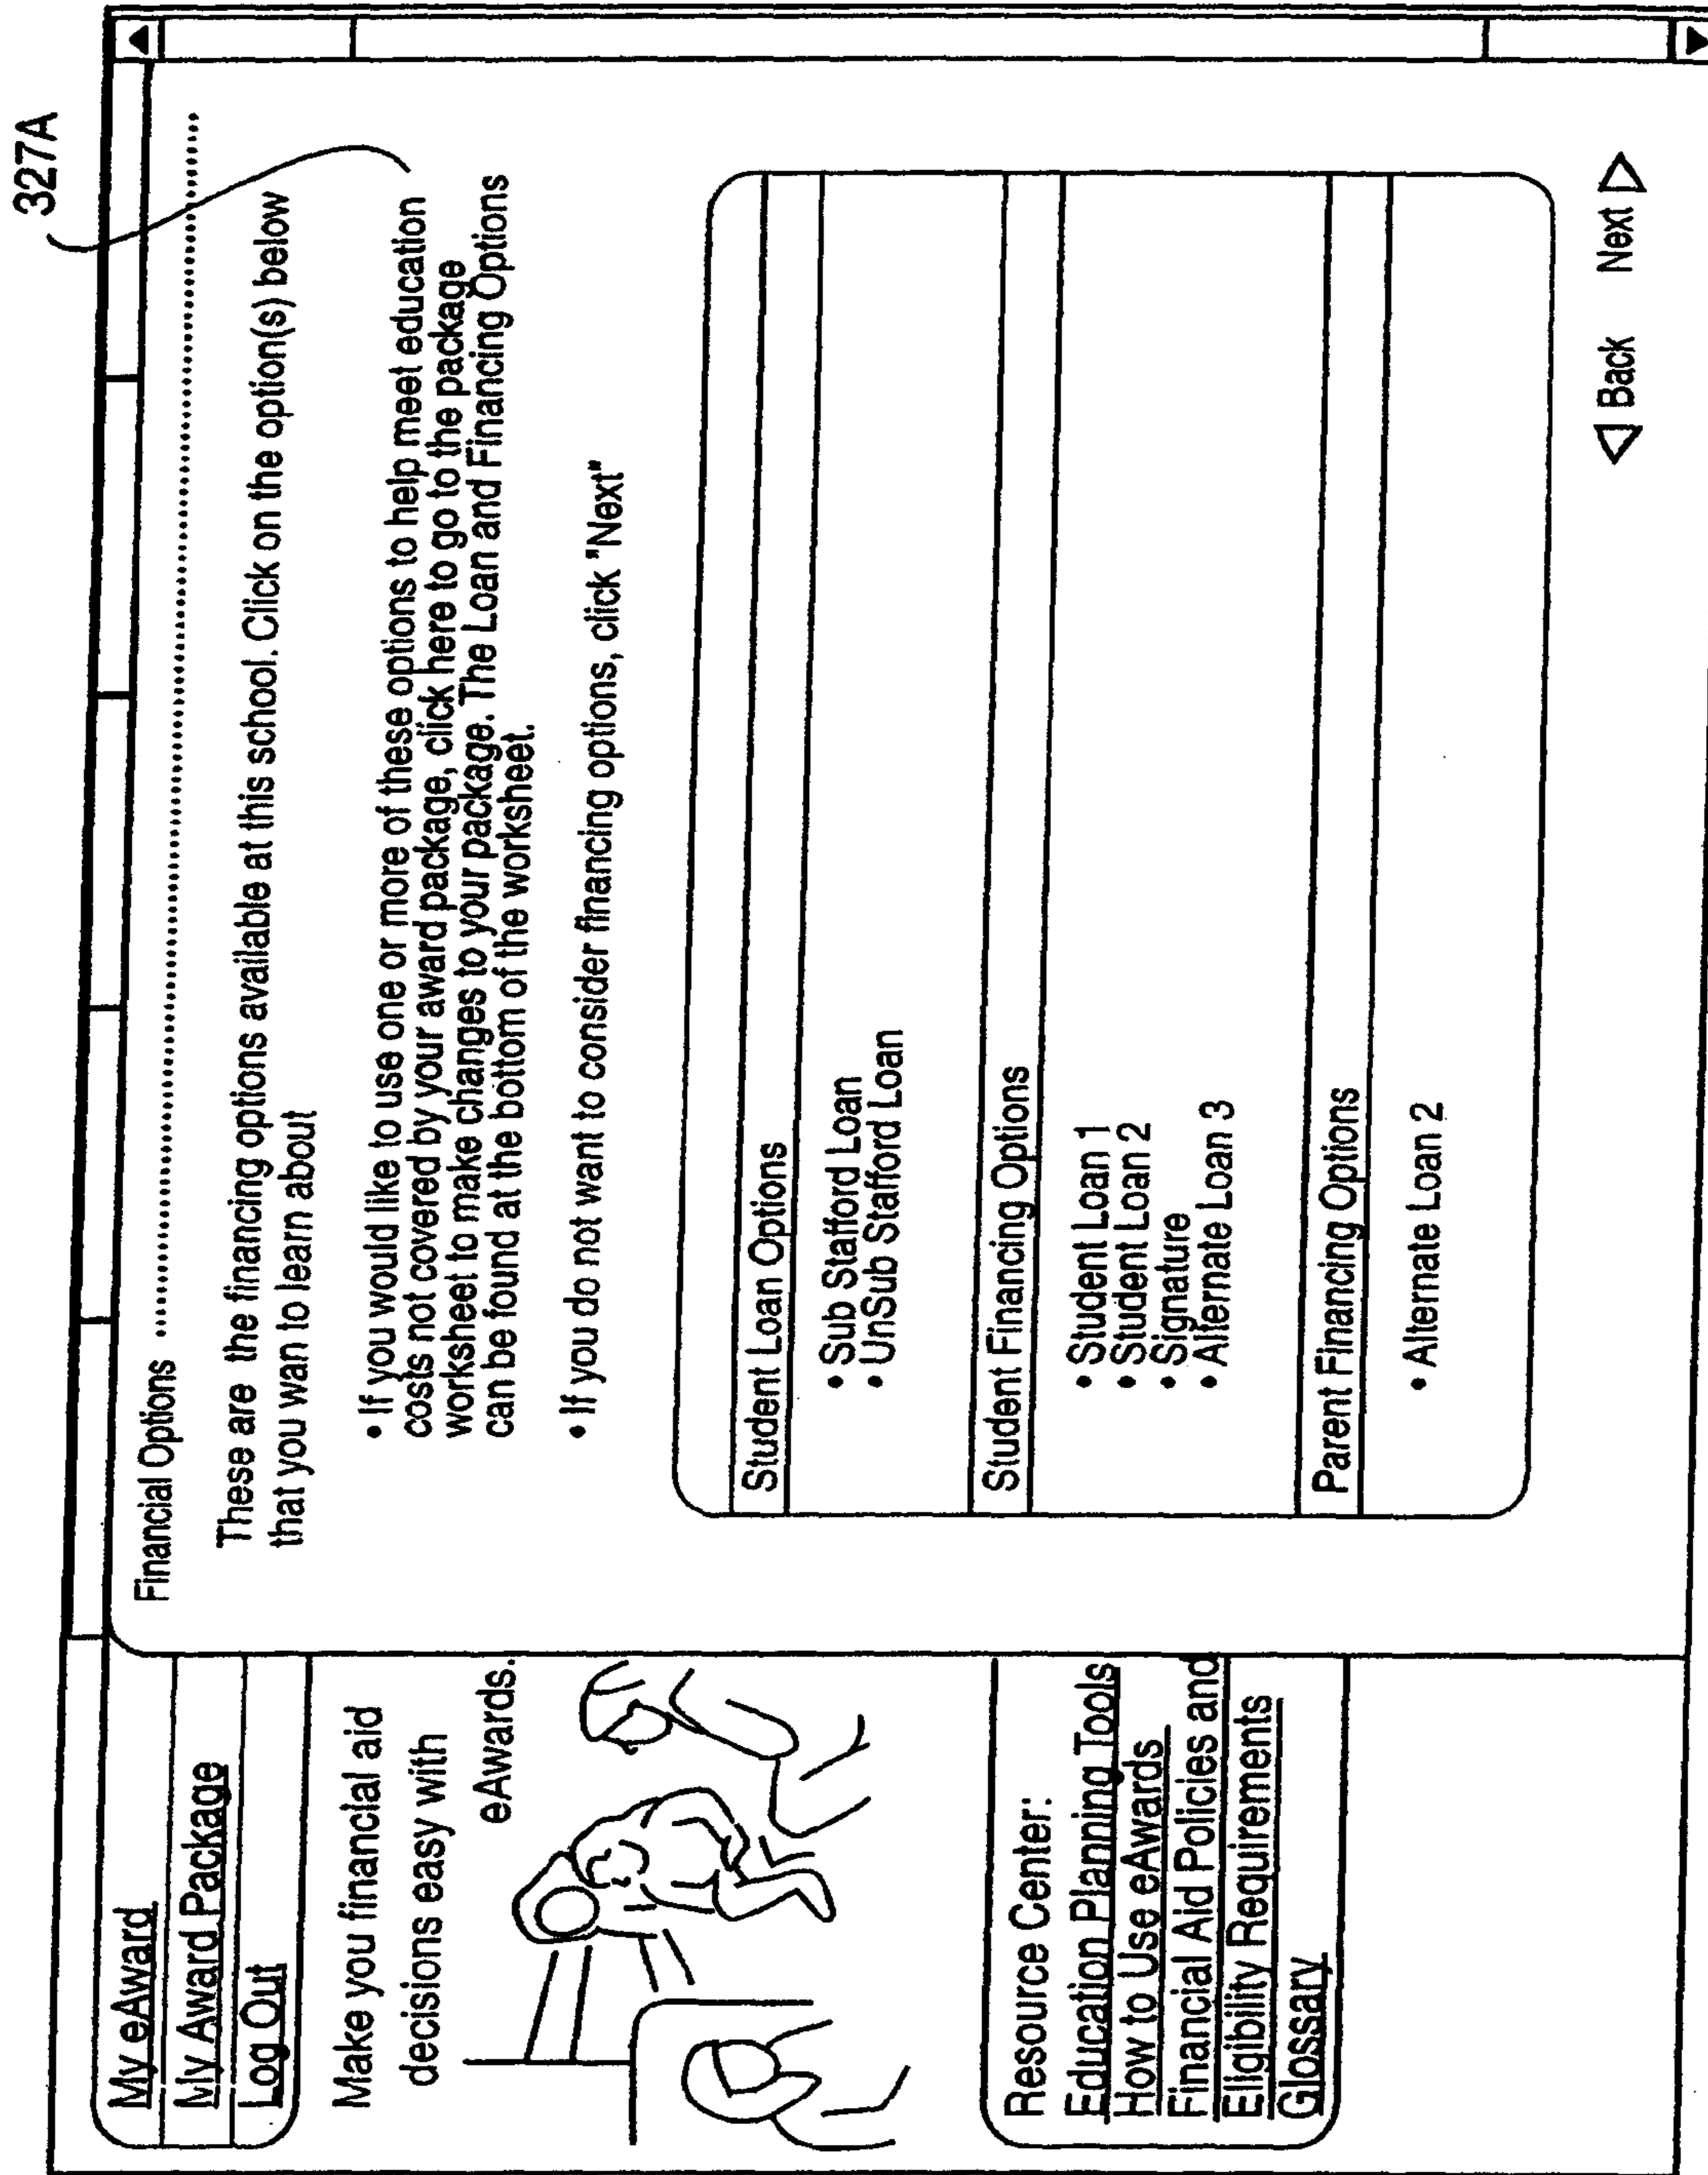 327A
My eAward
My Award Package
Log Out
Make you financial aid
decisions easy with
eAwards.
Resource Center:
Education Planning Tools
How to Use eAwards
Financial Aid Policies and
Eligibility Requirements
Glossary
Financial Options
These are the financing options available at this school. Click on the option(s) below
that you wan to learn about
• If you would like to use one or more of these options to help meet education
costs not covered by your award package, click here to go to the package
worksheet to make changes to your package. The Loan and Financing Options
can be found at the bottom of the worksheet.
• If you do not want to consider financing options, click "Next"
Student Loan Options
• Sub Stafford Loan
• UnSub Stafford Loan
Student Financing Options
• Student Loan 1
• Student Loan 2
• Signature
• Alternate Loan 3
Parent Financing Options
• Alternate Loan 2
Back Next